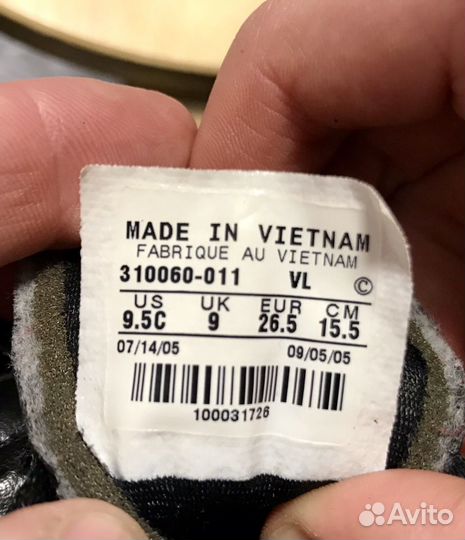 MADE IN VIETNAM
FABRIQUE AU VIETNAM
310060-011 VL ©
US UK EUR CM
9.5C 9 26.5 15.5
07/14/05 09/05/05
100031726
Avito